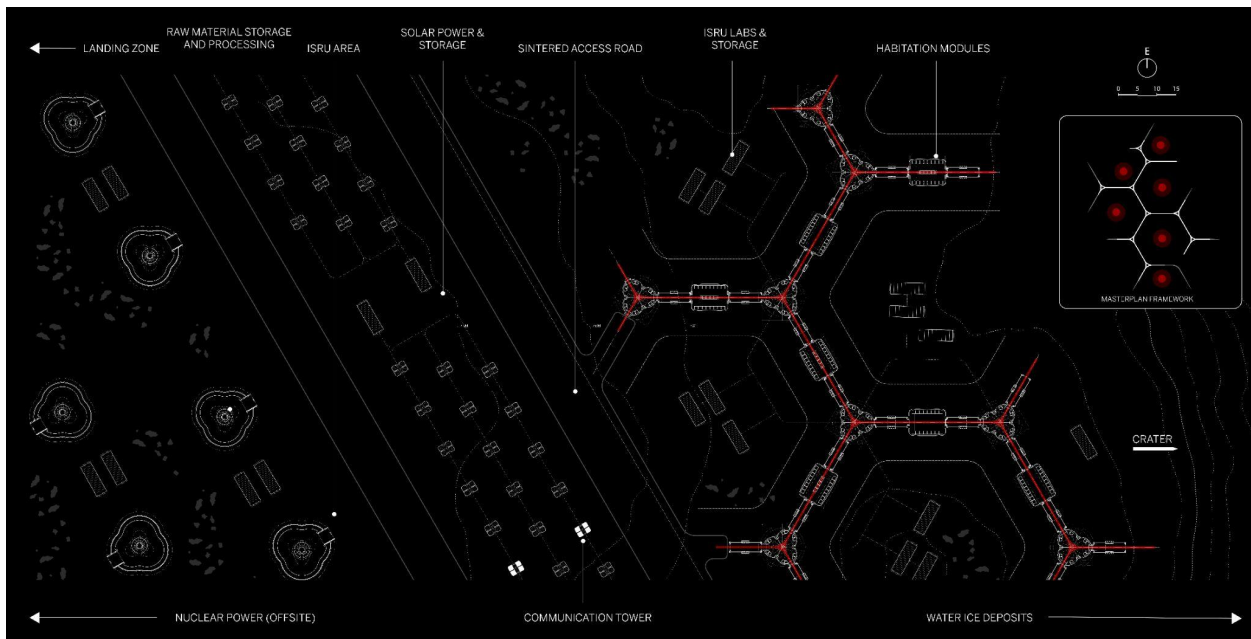 LANDING ZONE
RAW MATERIAL STORAGE
AND PROCESSING
ISRU AREA
SOLAR POWER &
STORAGE
SINTERED ACCESS ROAD
ISRU LABS &
STORAGE
HABITATION MODULES
E
0 5 10 15
MASTERPLAN FRAMEWORK
CRATER
NUCLEAR POWER (OFFSITE)
COMMUNICATION TOWER
WATER ICE DEPOSITS